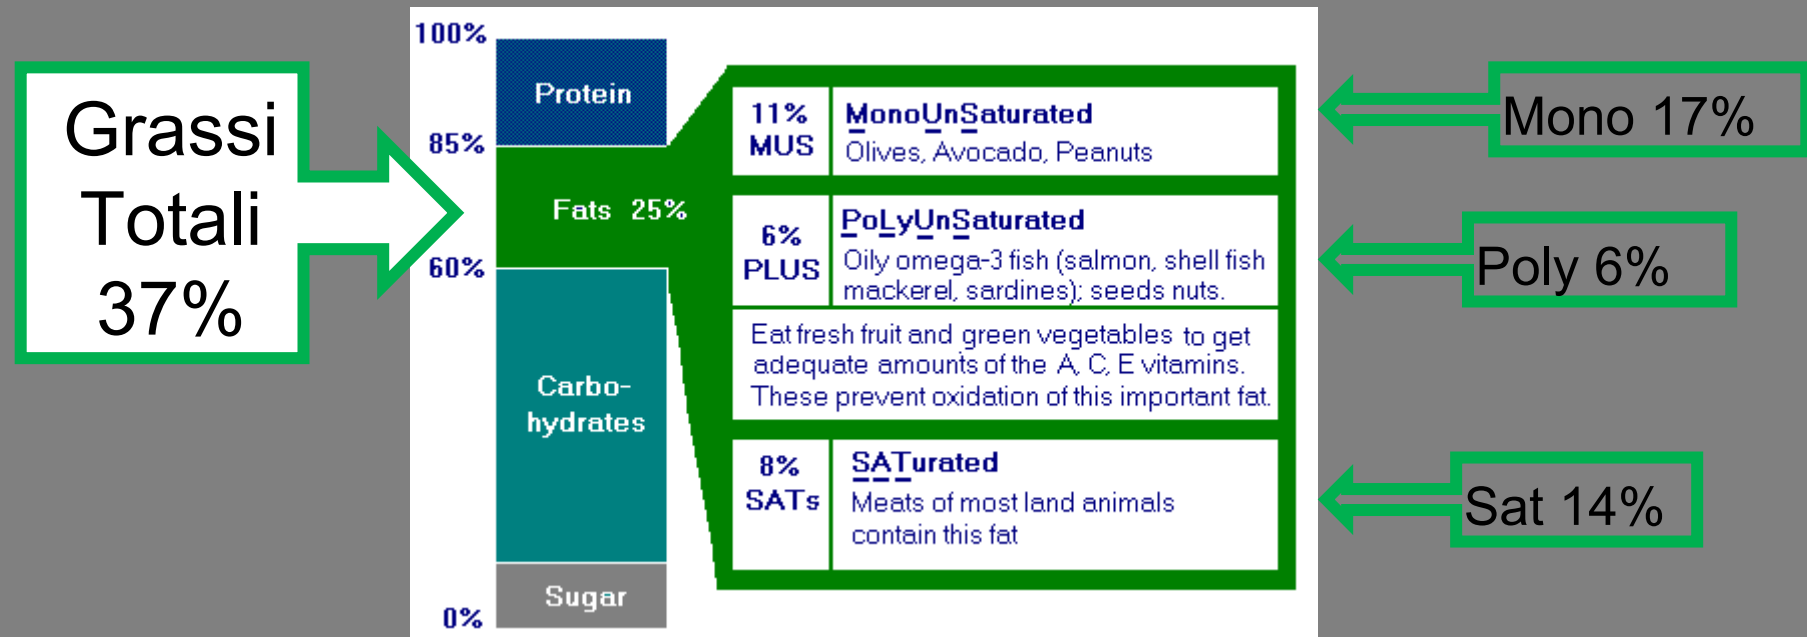 Grassi
Totali
37%
100%
85%
60%
0%
Protein
Fats 25%
Carbo-
hydrates
Sugar
11%
MUS
MonoUnSaturated
Olives, Avocado, Peanuts
6%
PLUS
PoLyUnSaturated
Oily omega-3 fish (salmon, shell fish
mackerel, sardines); seeds nuts.
Eat fresh fruit and green vegetables to get
adequate amounts of the A, C, E vitamins.
These prevent oxidation of this important fat.
8%
SATs
SATurated
Meats of most land animals
contain this fat
Mono 17%
Poly 6%
Sat 14%